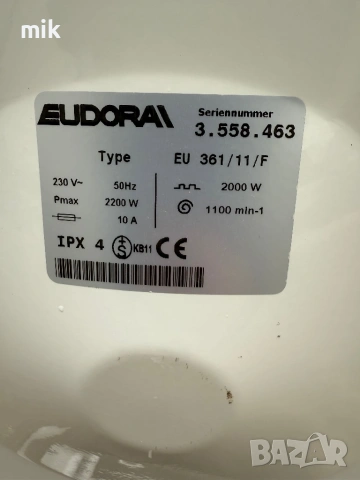 mik
EUDORA
Seriennummer
3.558.463
Type EU 361/11/F
230 V~ 50Hz 2000 W
Pmax 2200 W 1100 min-1
10 A
IPX 4 S KB11 CE
BAZAR